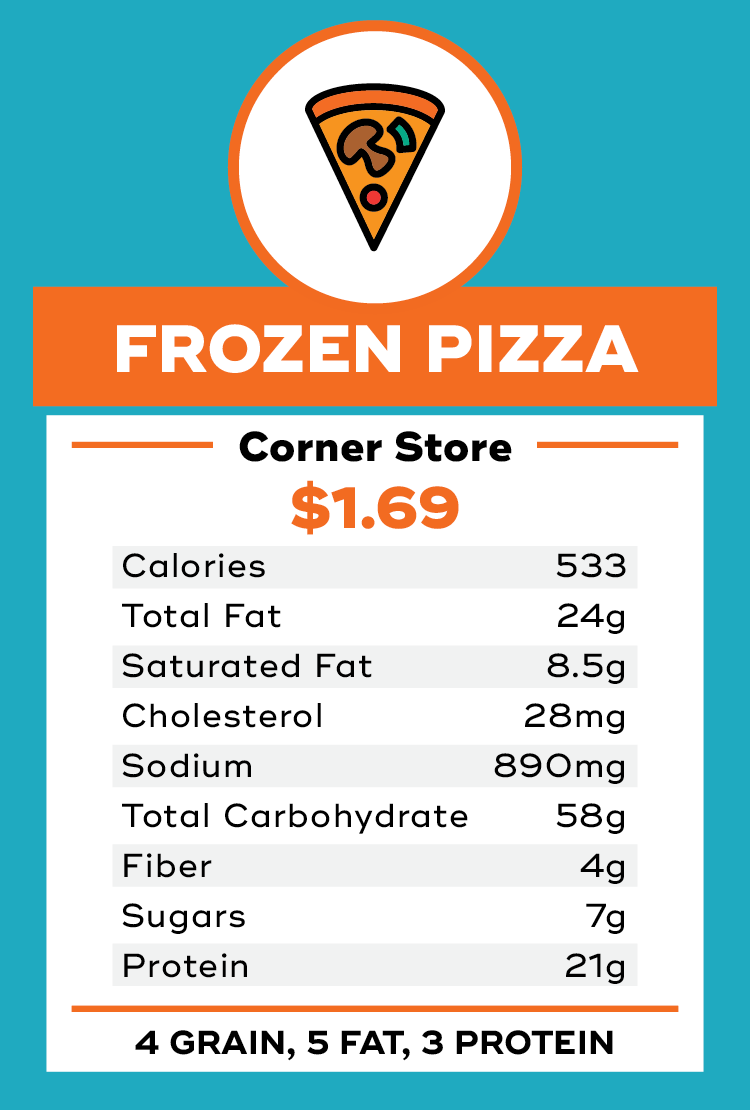 FROZEN PIZZA
Corner Store
$1.69
Calories 533
Total Fat 24g
Saturated Fat 8.5g
Cholesterol 28mg
Sodium 890mg
Total Carbohydrate 58g
Fiber 4g
Sugars 7g
Protein 21g
4 GRAIN, 5 FAT, 3 PROTEIN